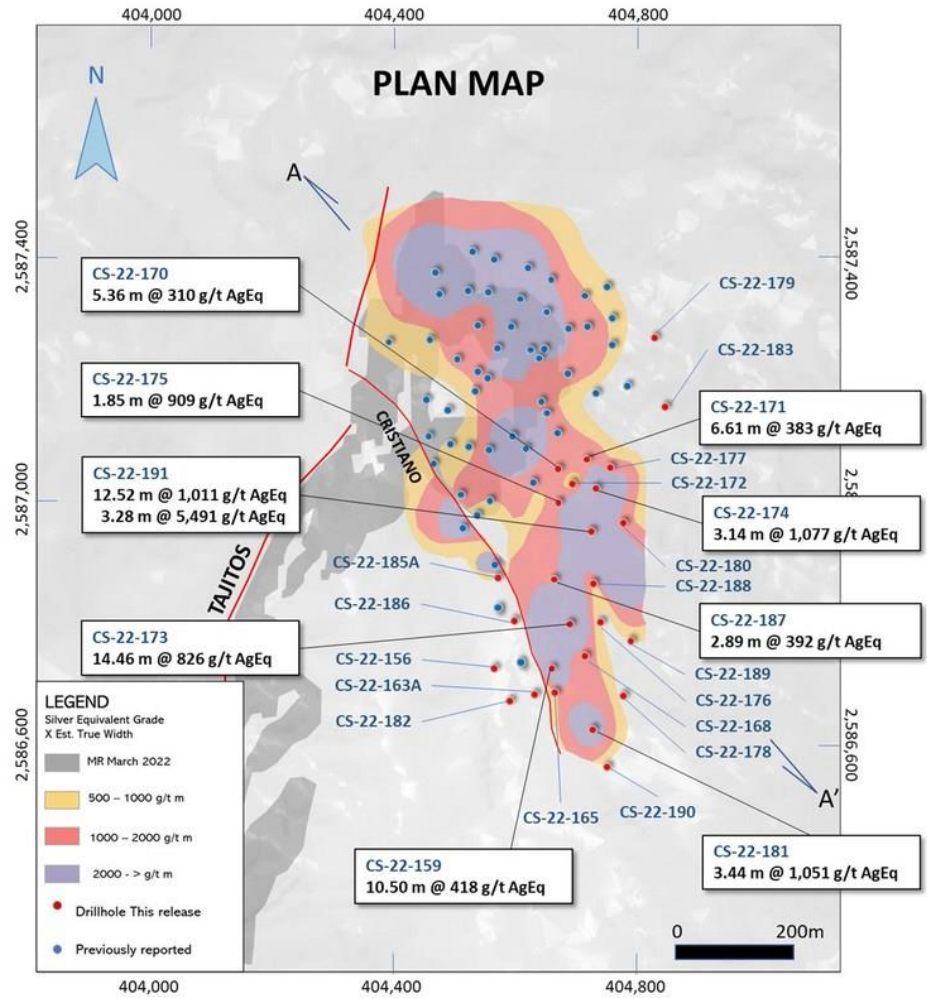 404,000
404,400
404,800
PLAN MAP
N
A
2,587,400
2,587,400
CS-22-170
5.36 m @ 310 g/t AgEq
CS-22-179
CS-22-183
CS-22-175
1.85 m @ 909 g/t AgEq
CS-22-171
6.61 m @ 383 g/t AgEq
CRISTIANO
CS-22-177
CS-22-172
CS-22-191
12.52 m @ 1,011 g/t AgEq
3.28 m @ 5,491 g/t AgEq
2,587,000
2,58
CS-22-174
3.14 m @ 1,077 g/t AgEq
TAJITOS
CS-22-185A
CS-22-180
CS-22-188
CS-22-186
CS-22-187
2.89 m @ 392 g/t AgEq
CS-22-173
14.46 m @ 826 g/t AgEq
CS-22-156
CS-22-163A
CS-22-182
CS-22-189
CS-22-176
CS-22-168
CS-22-178
2,586,600
2,586,600
LEGEND
Silver Equivalent Grade
X Est. True Width
MR March 2022
500 – 1000 g/t m
1000 – 2000 g/t m
2000 - > g/t m
Drillhole This release
Previously reported
A'
CS-22-165
CS-22-190
CS-22-159
10.50 m @ 418 g/t AgEq
CS-22-181
3.44 m @ 1,051 g/t AgEq
0
200m
404,000
404,400
404,800